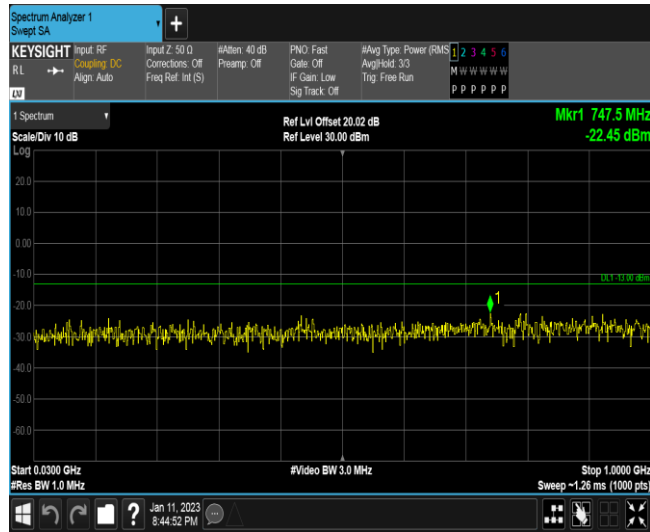 Spectrum Analyzer 1
Swept SA
+
KEYSIGHT
RL
LXI
Input: RF
Coupling: DC
Align: Auto
Input Z: 50 Ω
Corrections: Off
Freq Ref: Int (S)
#Atten: 40 dB
Preamp: Off
PNO: Fast
Gate: Off
IF Gain: Low
Sig Track: Off
#Avg Type: Power (RMS
Avg|Hold: 3/3
Trig: Free Run
1 2 3 4 5 6
M W W W W W
P P P P P P
1 Spectrum
Scale/Div 10 dB
Ref Lvl Offset 20.02 dB
Ref Level 30.00 dBm
Mkr1 747.5 MHz
-22.45 dBm
Log
20.0
10.0
0.00
-10.0
DL1 -13.00 dBm
1
-20.0
-30.0
-40.0
-50.0
-60.0
Start 0.0300 GHz
#Video BW 3.0 MHz
Stop 1.0000 GHz
#Res BW 1.0 MHz
Sweep ~1.26 ms (1000 pts)
?
Jan 11, 2023
8:44:52 PM